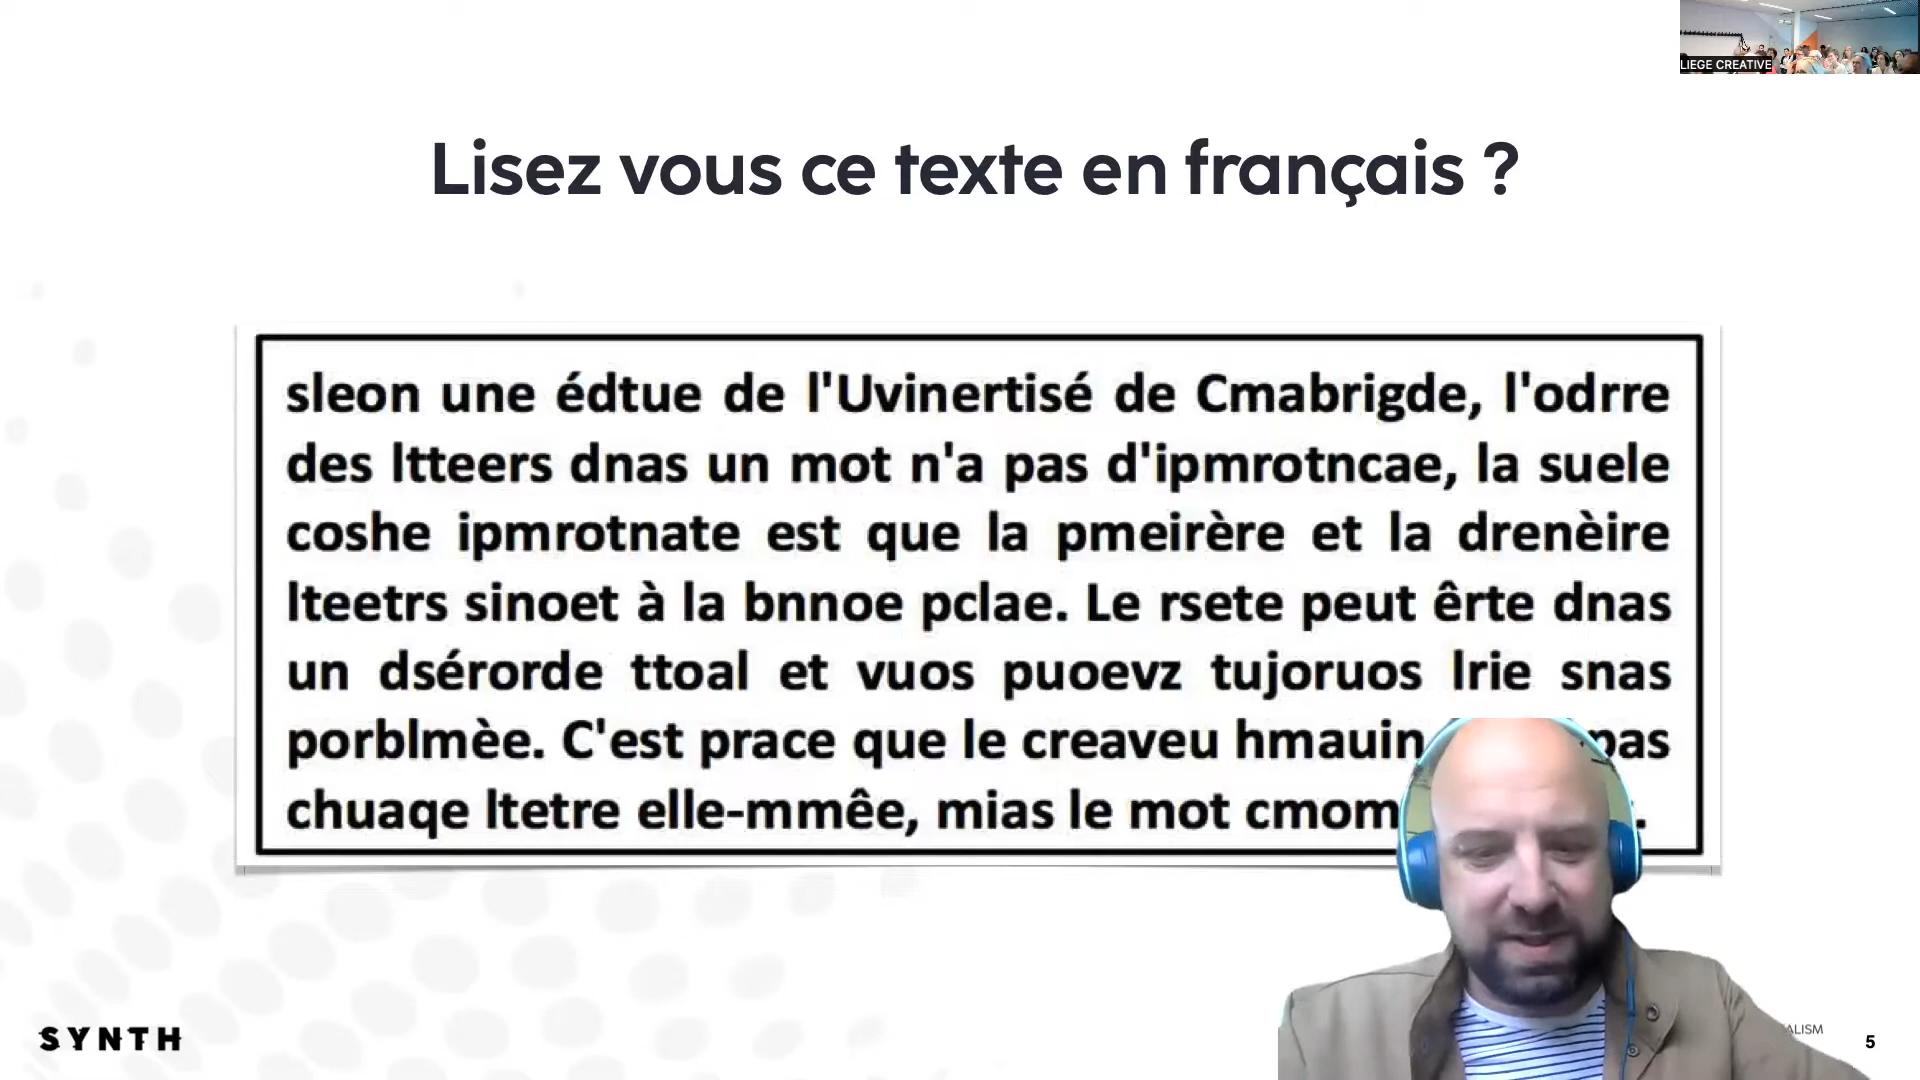 LIEGE CREATIVE
Lisez vous ce texte en français ?
sleon une édtue de l'Uvinertisé de Cmabrigde, l'odrre
des ltteers dnas un mot n'a pas d'ipmrotncae, la suele
coshe ipmrotnate est que la pmeirère et la drenèire
lteetrs sinoet à la bnnoe pclae. Le rsete peut êrte dnas
un dsérorde ttoal et vuos puoevz tujoruos lrie snas
porblmèe. C'est prace que le creaveu hmauin pas
chuaqe ltetre elle-mmêe, mias le mot
SYNTH
5